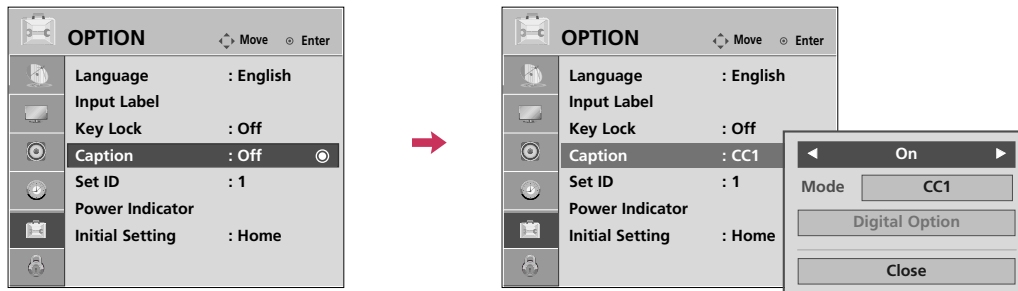 OPTION Move Enter
Language : English
Input Label
Key Lock : Off
Caption : Off
Set ID : 1
Power Indicator
Initial Setting : Home
OPTION Move Enter
Language : English
Input Label
Key Lock : Off
Caption : CC1
Set ID : 1
Power Indicator
Initial Setting : Home
On
Mode CC1
Digital Option
Close